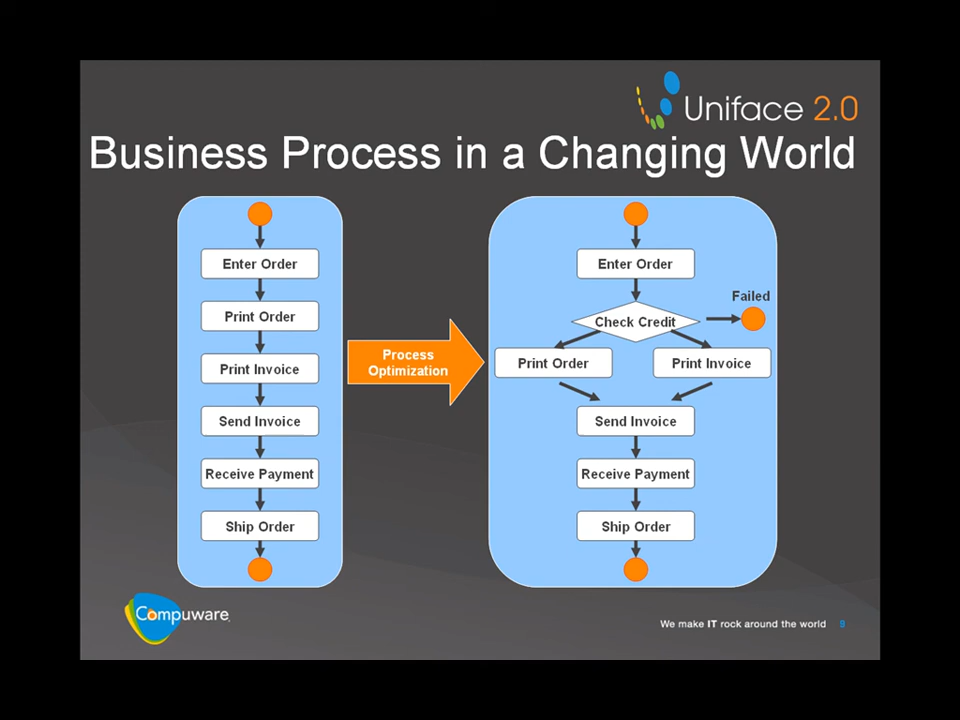 Uniface 2.0
Business Process in a Changing World
Enter Order
Print Order
Print Invoice
Send Invoice
Receive Payment
Ship Order
Process
Optimization
Enter Order
Failed
Check Credit
Print Order
Print Invoice
Send Invoice
Receive Payment
Ship Order
Compuware
We make IT rock around the world 9